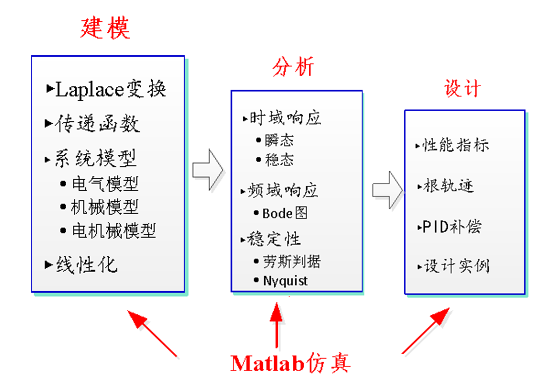 建模
▸Laplace变换
▸传递函数
▸系统模型
•电气模型
•机械模型
•电机械模型
▸线性化
分析
▸时域响应
•瞬态
•稳态
▸频域响应
•Bode图
▸稳定性
•劳斯判据
•Nyquist
设计
▸性能指标
▸根轨迹
▸PID补偿
▸设计实例
Matlab仿真